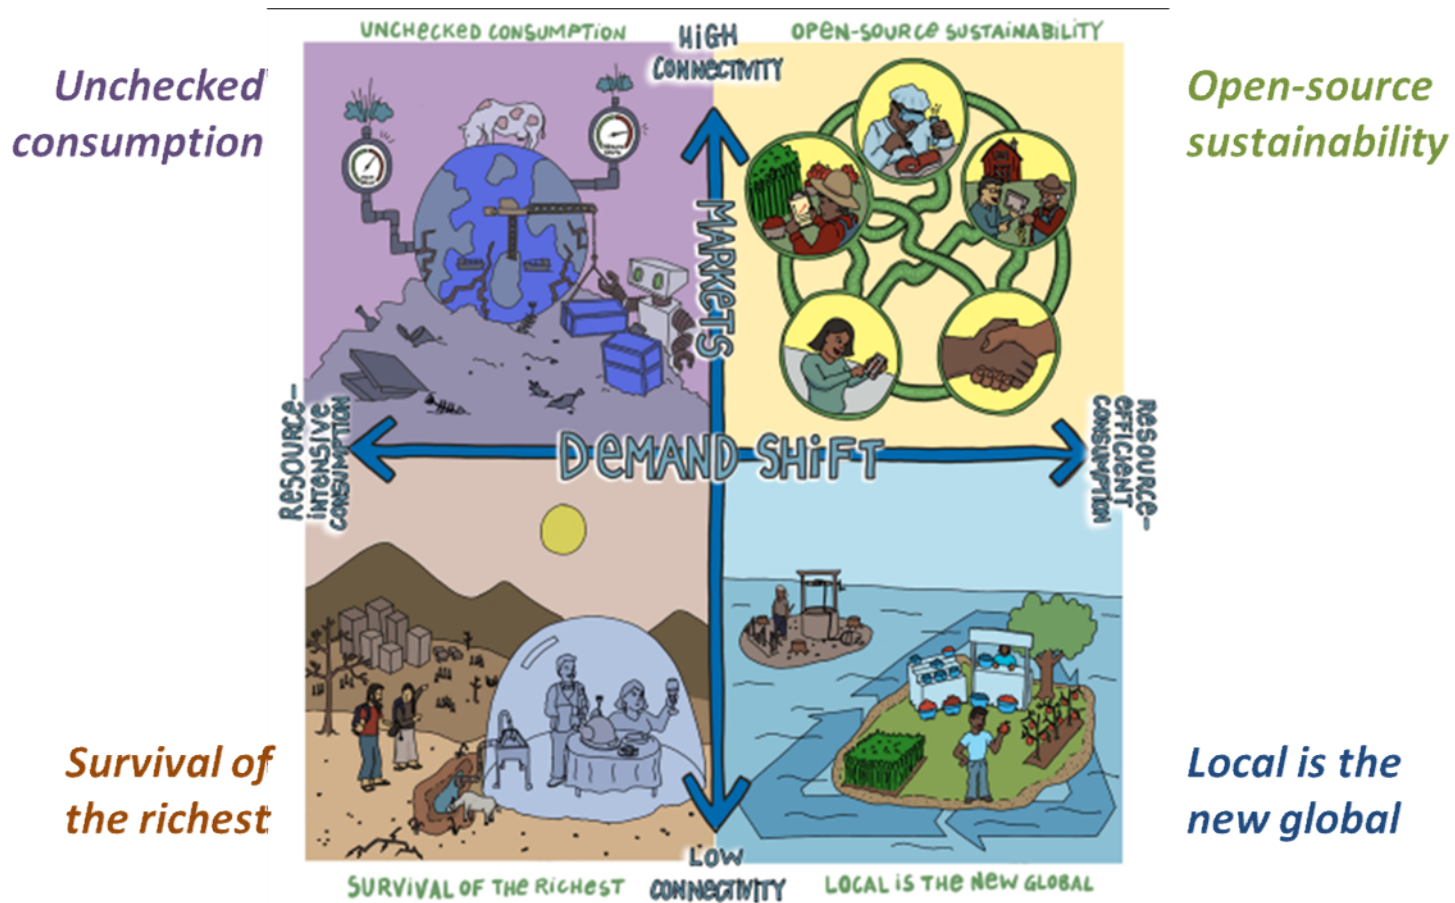 UNCHECKED CONSUMPTION
HiGH
CONNECTiViTY
OPEN-SOURCE SUSTAiNABiLiTY
Unchecked
consumption
Open-source
sustainability
MARKETS
RESOURCE-
iNTENSiVE
CONSUMPTiON
DEMAND SHiFT
RESOURCE-
EFFiCiENT
CONSUMPTiON
Survival of
the richest
Local is the
new global
LOW
CONNECTiViTY
SURViVAL OF THE RiCHEST
LOCAL iS THE NEW GLOBAL